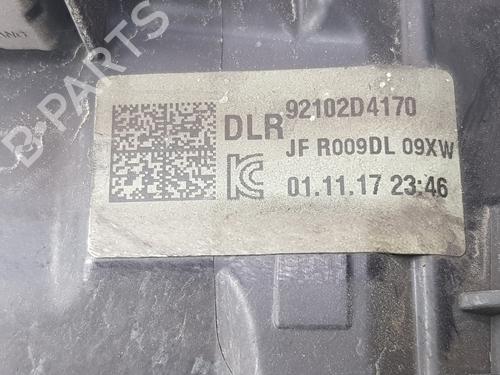 DLR 92102D4170
JF R009DL 09XW
01.11.17 23:46
B-PARTS